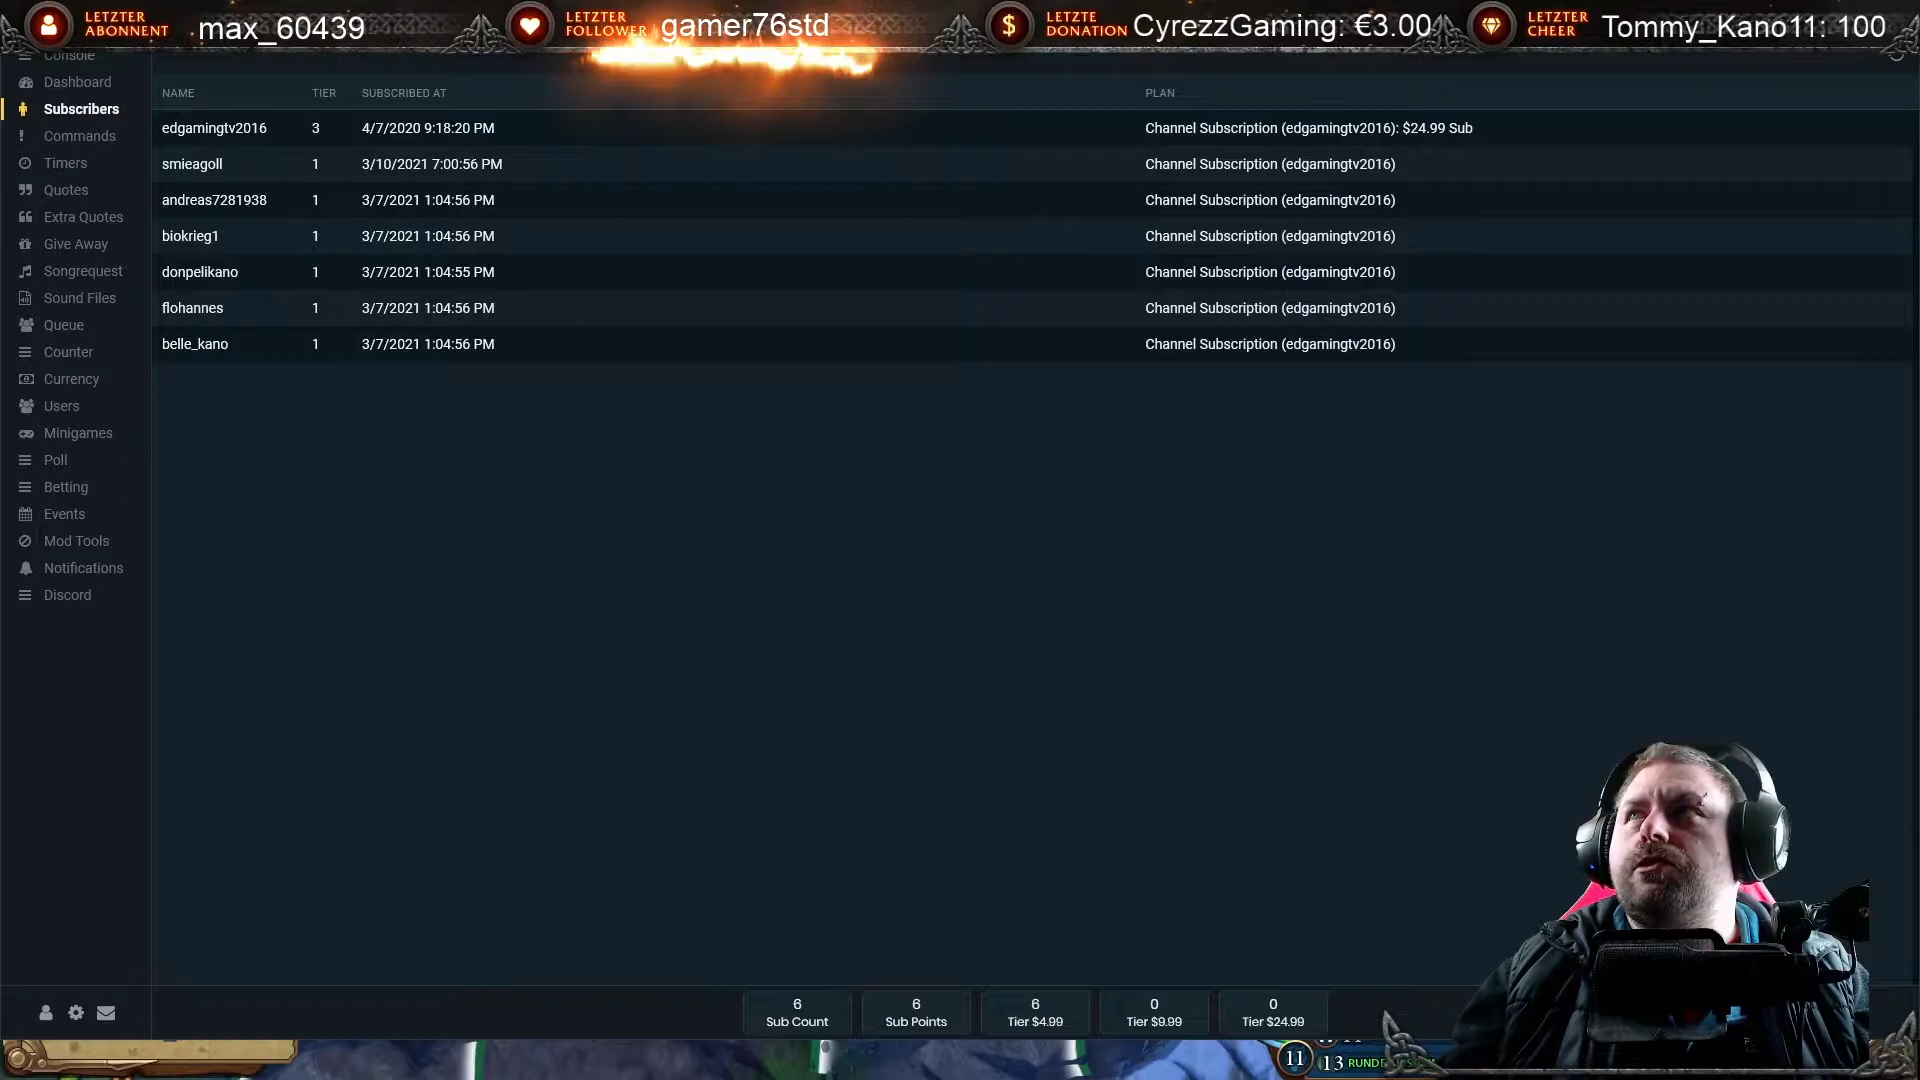 LETZTER ABONNENT max_60439
LETZTER FOLLOWER gamer76std
LETZTE DONATION CyrezzGaming: €3.00
LETZTER CHEER Tommy_Kano11: 100
Console
Dashboard
Subscribers
Commands
Timers
Quotes
Extra Quotes
Give Away
Songrequest
Sound Files
Queue
Counter
Currency
Users
Minigames
Poll
Betting
Events
Mod Tools
Notifications
Discord
NAME TIER SUBSCRIBED AT PLAN
edgamingtv2016 3 4/7/2020 9:18:20 PM Channel Subscription (edgamingtv2016): $24.99 Sub
smieagoll 1 3/10/2021 7:00:56 PM Channel Subscription (edgamingtv2016)
andreas7281938 1 3/7/2021 1:04:56 PM Channel Subscription (edgamingtv2016)
biokrieg1 1 3/7/2021 1:04:56 PM Channel Subscription (edgamingtv2016)
donpelikano 1 3/7/2021 1:04:55 PM Channel Subscription (edgamingtv2016)
flohannes 1 3/7/2021 1:04:56 PM Channel Subscription (edgamingtv2016)
belle_kano 1 3/7/2021 1:04:56 PM Channel Subscription (edgamingtv2016)
6 Sub Count
6 Sub Points
6 Tier $4.99
0 Tier $9.99
0 Tier $24.99
11 13